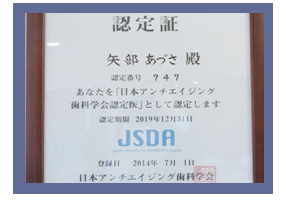 認定証
矢部 あづさ 殿
認定番号 747
あなたを「日本アンチエイジング
歯科学会認定医」として認定します
認定期限 2019年12月31日
JSDA
登録日 2014年 7月 1日
日本アンチエイジング歯科学会